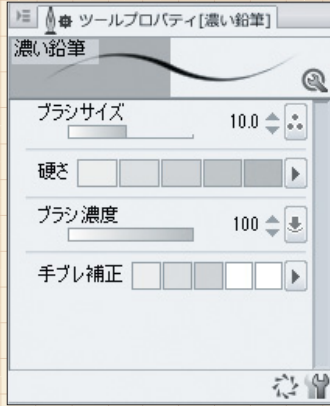 ツールプロパティ[濃い鉛筆]
濃い鉛筆
ブラシサイズ 10.0
硬さ
ブラシ濃度 100
手ブレ補正